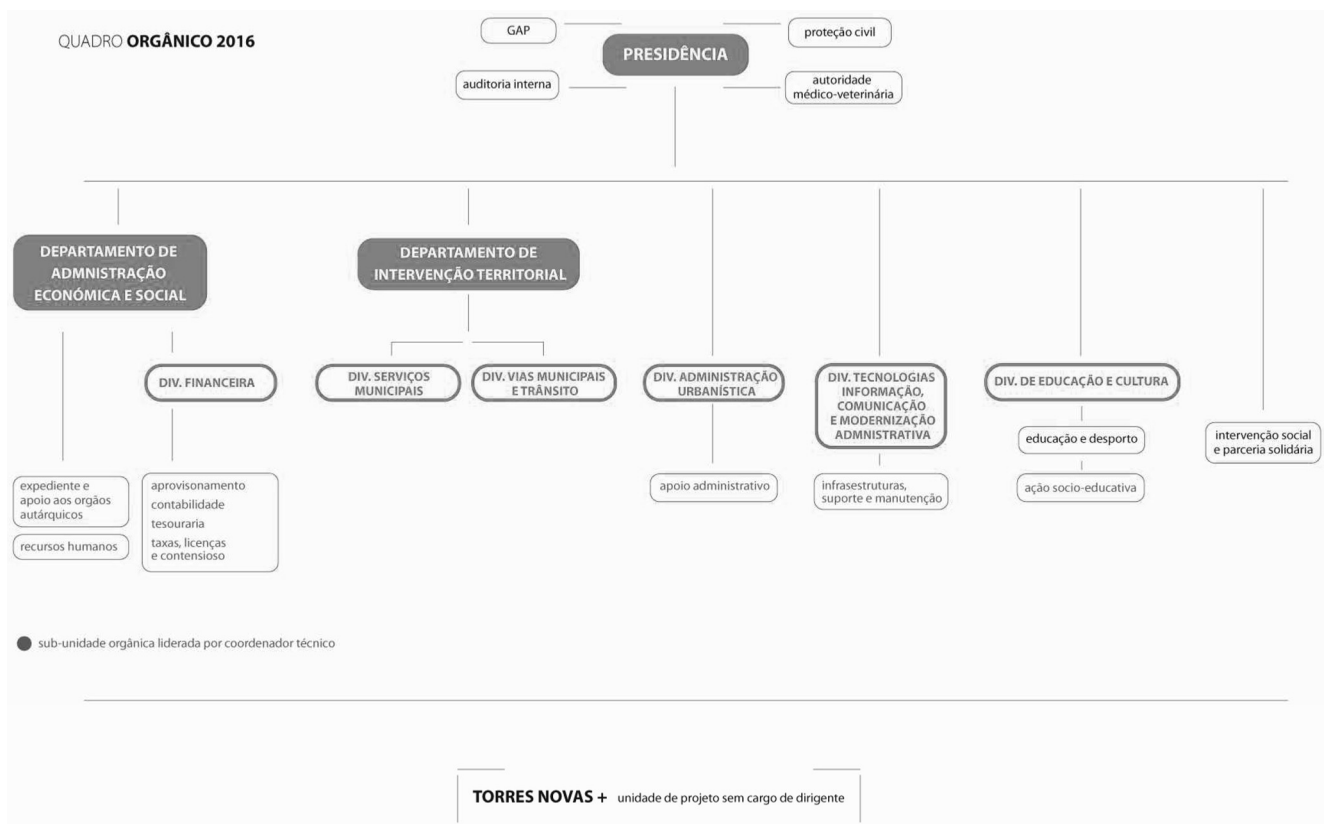 QUADRO ORGÂNICO 2016
GAP
proteção civil
PRESIDÊNCIA
auditoria interna
autoridade
médico-veterinária
DEPARTAMENTO DE
ADMNISTRAÇÃO
ECONÓMICA E SOCIAL
DEPARTAMENTO DE
INTERVENÇÃO TERRITORIAL
DIV. FINANCEIRA
DIV. SERVIÇOS
MUNICIPAIS
DIV. VIAS MUNICIPAIS
E TRÂNSITO
DIV. ADMINISTRAÇÃO
URBANÍSTICA
DIV. TECNOLOGIAS
INFORMAÇÃO,
COMUNICAÇÃO
E MODERNIZAÇÃO
ADMNISTRATIVA
DIV. DE EDUCAÇÃO E CULTURA
educação e desporto
intervenção social
e parceria solidária
expediente e
apoio aos orgãos
autárquicos
recursos humanos
aprovisonamento
contabilidade
tesouraria
taxas, licenças
e contensioso
apoio administrativo
infrasestruturas,
suporte e manutenção
ação socio-educativa
sub-unidade orgânica liderada por coordenador técnico
TORRES NOVAS + unidade de projeto sem cargo de dirigente